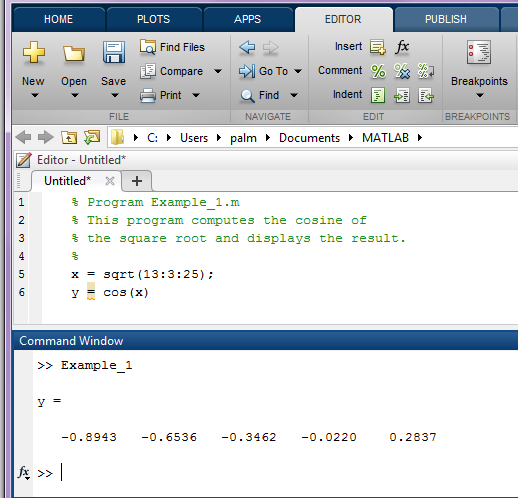 HOME PLOTS APPS EDITOR PUBLISH
New Open Save Find Files Compare Print
Go To Find
Insert fx
Comment % % %
Indent
Breakpoints
FILE NAVIGATE EDIT BREAKPOINTS
C: Users palm Documents MATLAB
Editor - Untitled*
Untitled* × +
1 % Program Example_1.m
2 % This program computes the cosine of
3 % the square root and displays the result.
4 %
5 x = sqrt(13:3:25);
6 y = cos(x)
Command Window
>> Example_1
y =
-0.8943 -0.6536 -0.3462 -0.0220 0.2837
fx >>